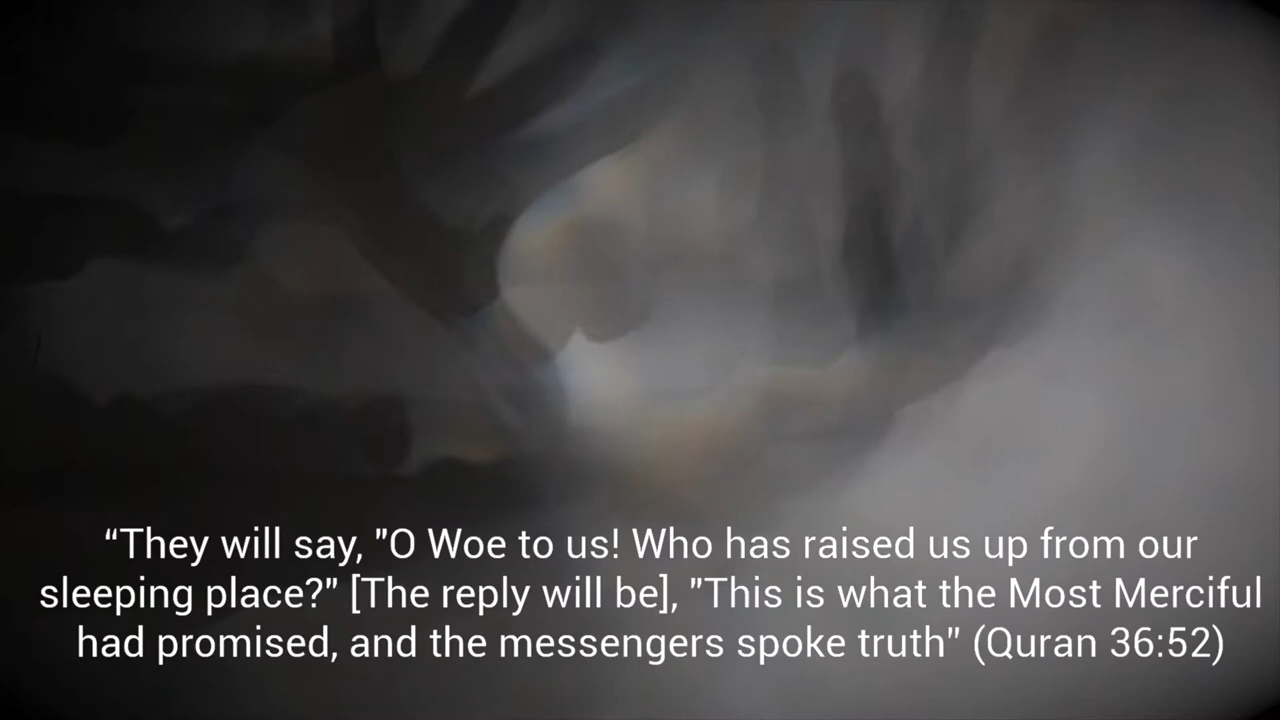 “They will say, "O Woe to us! Who has raised us up from our
sleeping place?" [The reply will be], "This is what the Most Merciful
had promised, and the messengers spoke truth" (Quran 36:52)